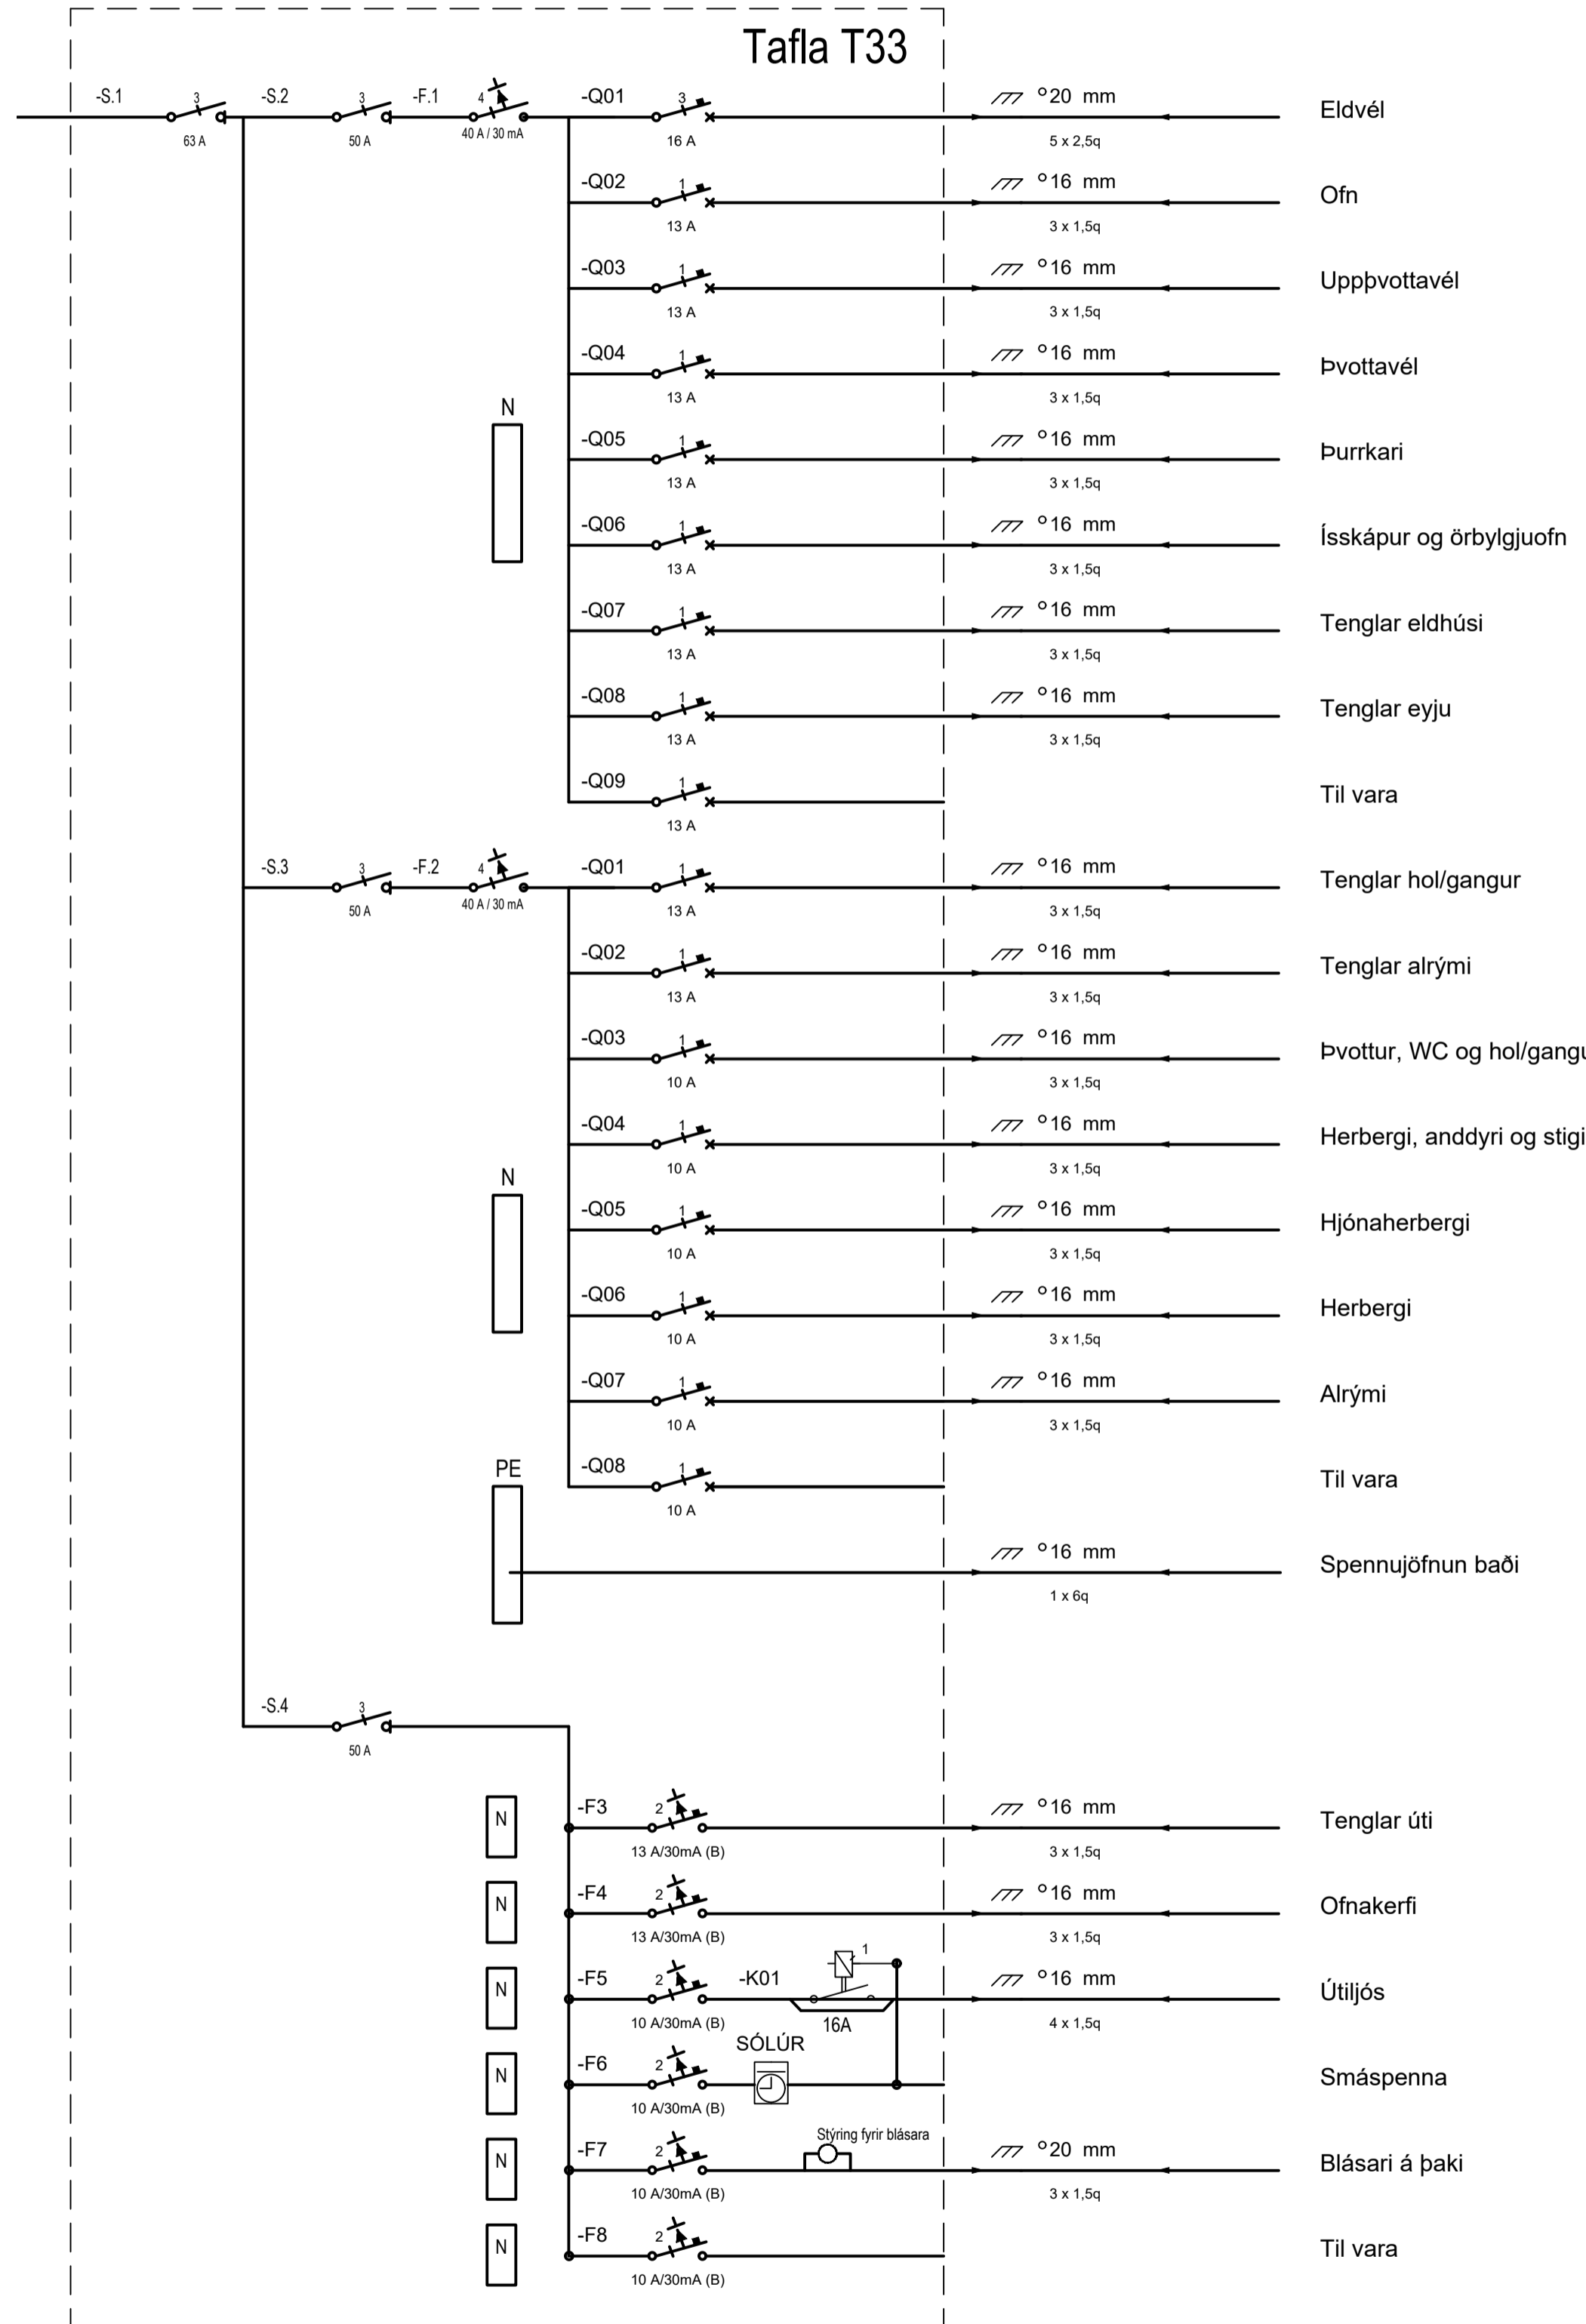 Tafla T33
-S.1 3 63 A
-S.2 3 50 A
-F.1 4 40 A / 30 mA
-Q01 3 16 A °20 mm 5 x 2,5q Eldvél
-Q02 1 13 A °16 mm 3 x 1,5q Ofn
-Q03 1 13 A °16 mm 3 x 1,5q Uppþvottavél
-Q04 1 13 A °16 mm 3 x 1,5q Þvottavél
N
-Q05 1 13 A °16 mm 3 x 1,5q Þurrkari
-Q06 1 13 A °16 mm 3 x 1,5q Ísskápur og örbylgjuofn
-Q07 1 13 A °16 mm 3 x 1,5q Tenglar eldhúsi
-Q08 1 13 A °16 mm 3 x 1,5q Tenglar eyju
-Q09 1 13 A Til vara
-S.3 3 50 A
-F.2 4 40 A / 30 mA
-Q01 1 13 A °16 mm 3 x 1,5q Tenglar hol/gangur
-Q02 1 13 A °16 mm 3 x 1,5q Tenglar alrými
-Q03 1 10 A °16 mm 3 x 1,5q Þvottur, WC og hol/gangu
-Q04 1 10 A °16 mm 3 x 1,5q Herbergi, anddyri og stigi
N
-Q05 1 10 A °16 mm 3 x 1,5q Hjónaherbergi
-Q06 1 10 A °16 mm 3 x 1,5q Herbergi
-Q07 1 10 A °16 mm 3 x 1,5q Alrými
-Q08 1 10 A Til vara
PE
°16 mm 1 x 6q Spennujöfnun baði
-S.4 3 50 A
N -F3 2 13 A/30mA (B) °16 mm 3 x 1,5q Tenglar úti
N -F4 2 13 A/30mA (B) °16 mm 3 x 1,5q Ofnakerfi
N -F5 2 10 A/30mA (B) -K01 1 16A °16 mm 4 x 1,5q Útiljós
N -F6 2 10 A/30mA (B) SÓLÚR Smáspenna
N -F7 2 10 A/30mA (B) Stýring fyrir blásara °20 mm 3 x 1,5q Blásari á þaki
N -F8 2 10 A/30mA (B) Til vara